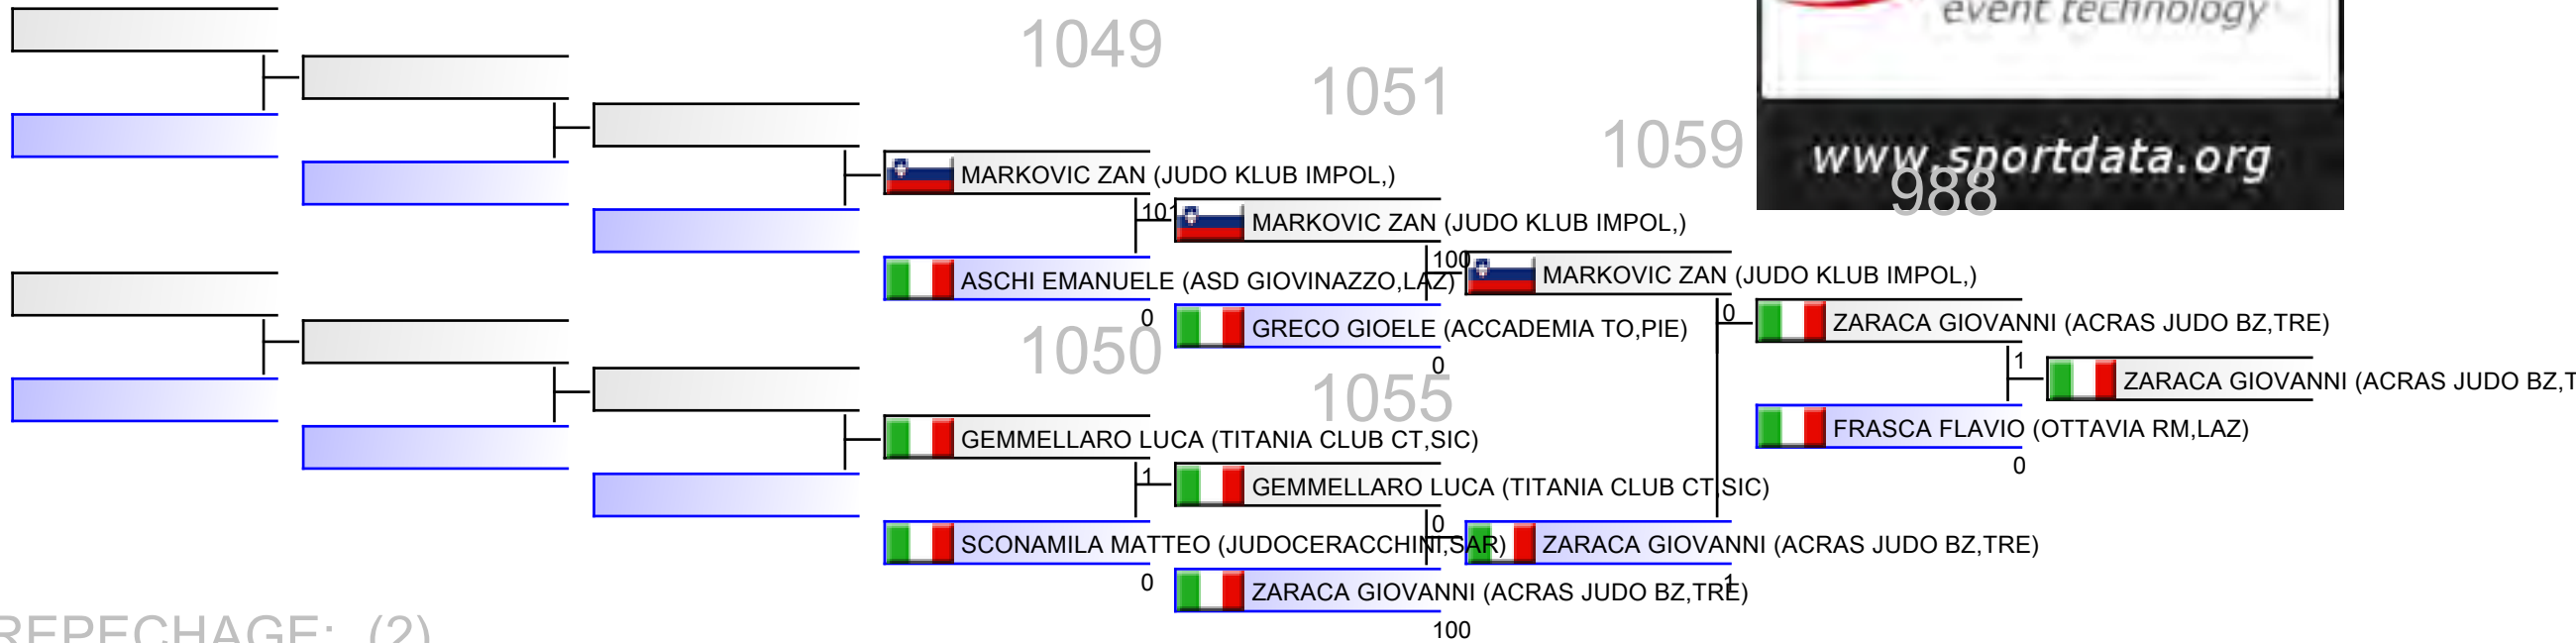 event technology
www.sportdata.org
1049
1051
1059
988
MARKOVIC ZAN (JUDO KLUB IMPOL,)
101
MARKOVIC ZAN (JUDO KLUB IMPOL,)
100
MARKOVIC ZAN (JUDO KLUB IMPOL,)
ASCHI EMANUELE (ASD GIOVINAZZO,LAZ)
0
GRECO GIOELE (ACCADEMIA TO,PIE)
0
0
ZARACA GIOVANNI (ACRAS JUDO BZ,TRE)
1
ZARACA GIOVANNI (ACRAS JUDO BZ,T
FRASCA FLAVIO (OTTAVIA RM,LAZ)
0
1050
1055
GEMMELLARO LUCA (TITANIA CLUB CT,SIC)
1
GEMMELLARO LUCA (TITANIA CLUB CT,SIC)
0
SCONAMILA MATTEO (JUDOCERACCHINI,SAR)
0
ZARACA GIOVANNI (ACRAS JUDO BZ,TRE)
1
ZARACA GIOVANNI (ACRAS JUDO BZ,TRE)
100
REPECHAGE: (2)